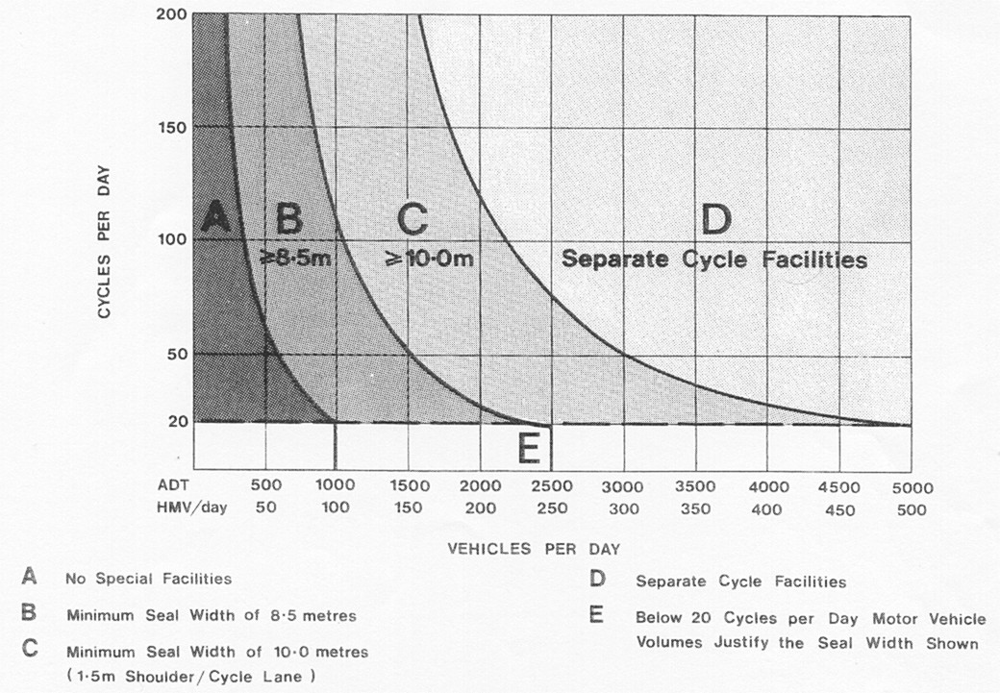 200
150
100
50
20
CYCLES PER DAY
A
B
C
D
≥8·5m
≥10·0m
Separate Cycle Facilities
E
ADT 500 1000 1500 2000 2500 3000 3500 4000 4500 5000
HMV/day 50 100 150 200 250 300 350 400 450 500
VEHICLES PER DAY
A No Special Facilities
B Minimum Seal Width of 8·5 metres
C Minimum Seal Width of 10·0 metres
(1·5m Shoulder/Cycle Lane )
D Separate Cycle Facilities
E Below 20 Cycles per Day Motor Vehicle
Volumes Justify the Seal Width Shown